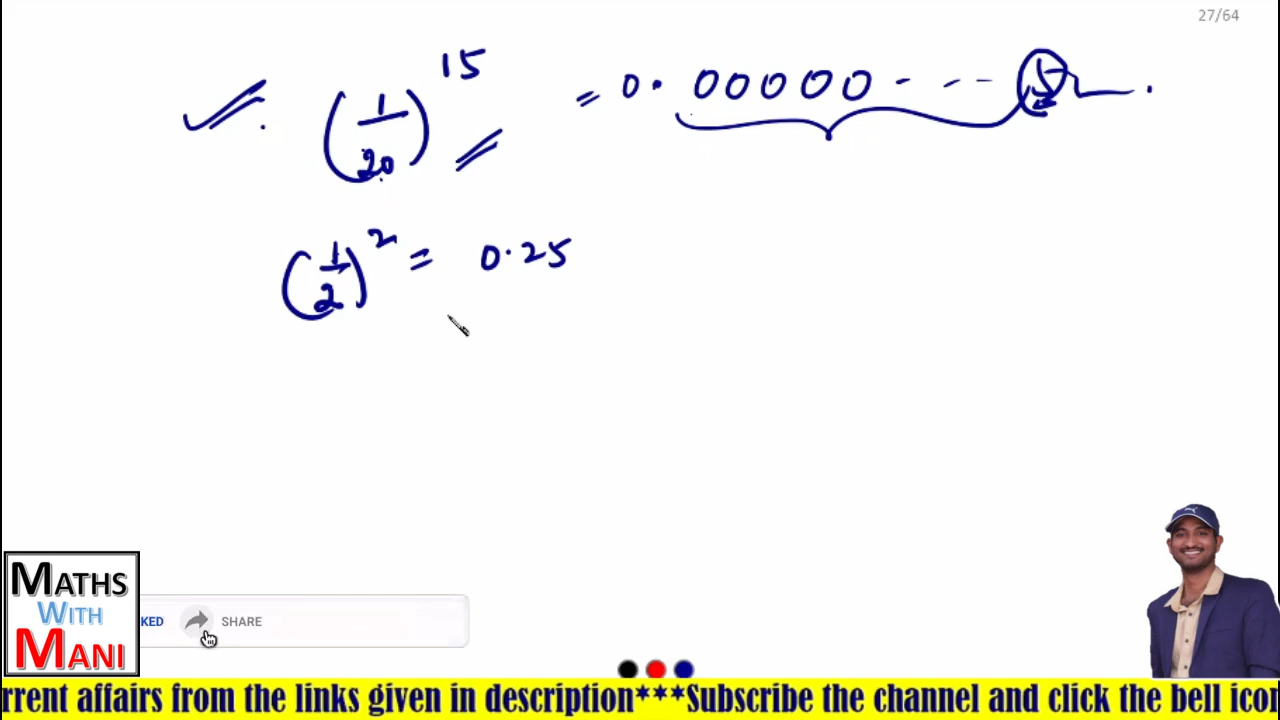 27/64
(1/20)^15 = 0.00000----5
(1/2)^2 = 0.25
MATHS
WITH
MANI
KED SHARE
rrent affairs from the links given in description***Subscribe the channel and click the bell icon